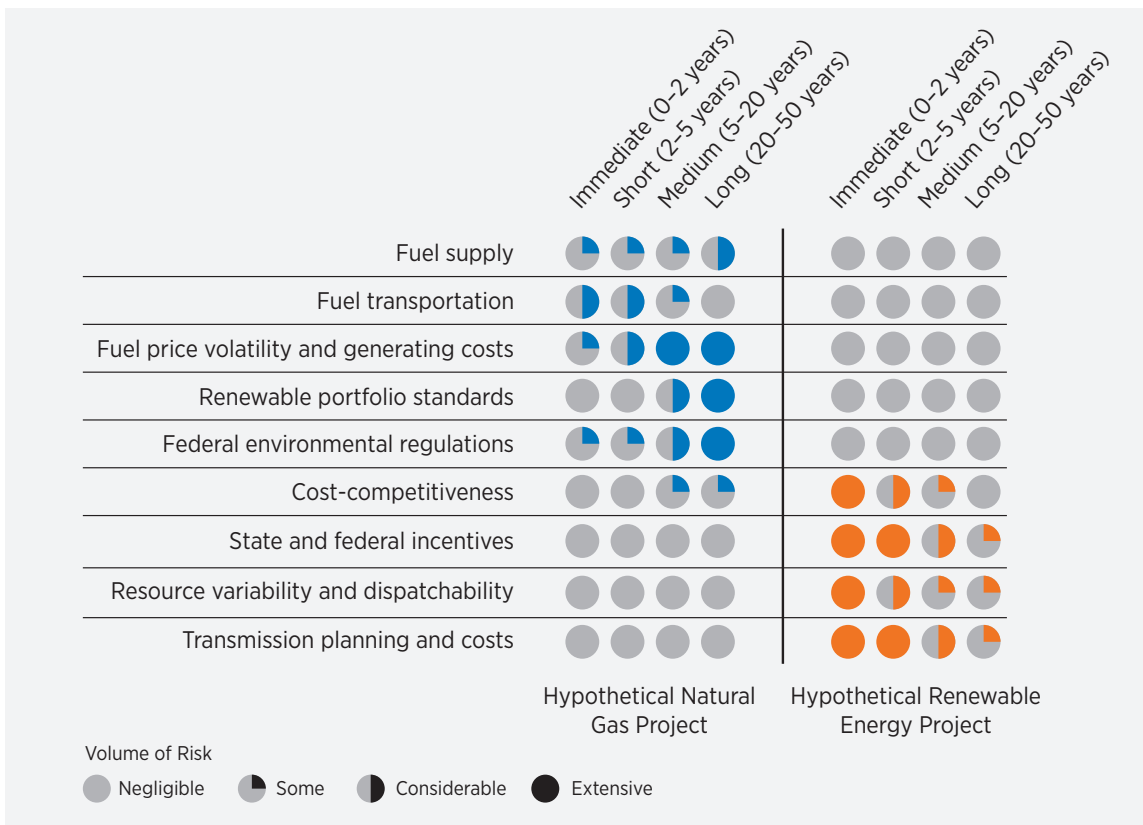 Immediate (0–2 years)
Short (2–5 years)
Medium (5–20 years)
Long (20–50 years)
Immediate (0–2 years)
Short (2–5 years)
Medium (5–20 years)
Long (20–50 years)
Fuel supply
Fuel transportation
Fuel price volatility and generating costs
Renewable portfolio standards
Federal environmental regulations
Cost-competitiveness
State and federal incentives
Resource variability and dispatchability
Transmission planning and costs
Hypothetical Natural
Gas Project
Hypothetical Renewable
Energy Project
Volume of Risk
Negligible
Some
Considerable
Extensive